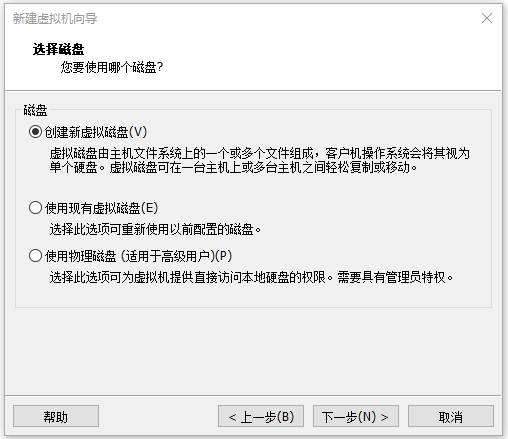 新建虚拟机向导
选择磁盘
您要使用哪个磁盘?
磁盘
创建新虚拟磁盘(V)
虚拟磁盘由主机文件系统上的一个或多个文件组成，客户机操作系统会将其视为
单个硬盘。虚拟磁盘可在一台主机上或多台主机之间轻松复制或移动。
使用现有虚拟磁盘(E)
选择此选项可重新使用以前配置的磁盘。
使用物理磁盘 (适用于高级用户)(P)
选择此选项可为虚拟机提供直接访问本地硬盘的权限。需要具有管理员特权。
帮助
< 上一步(B)
下一步(N) >
取消